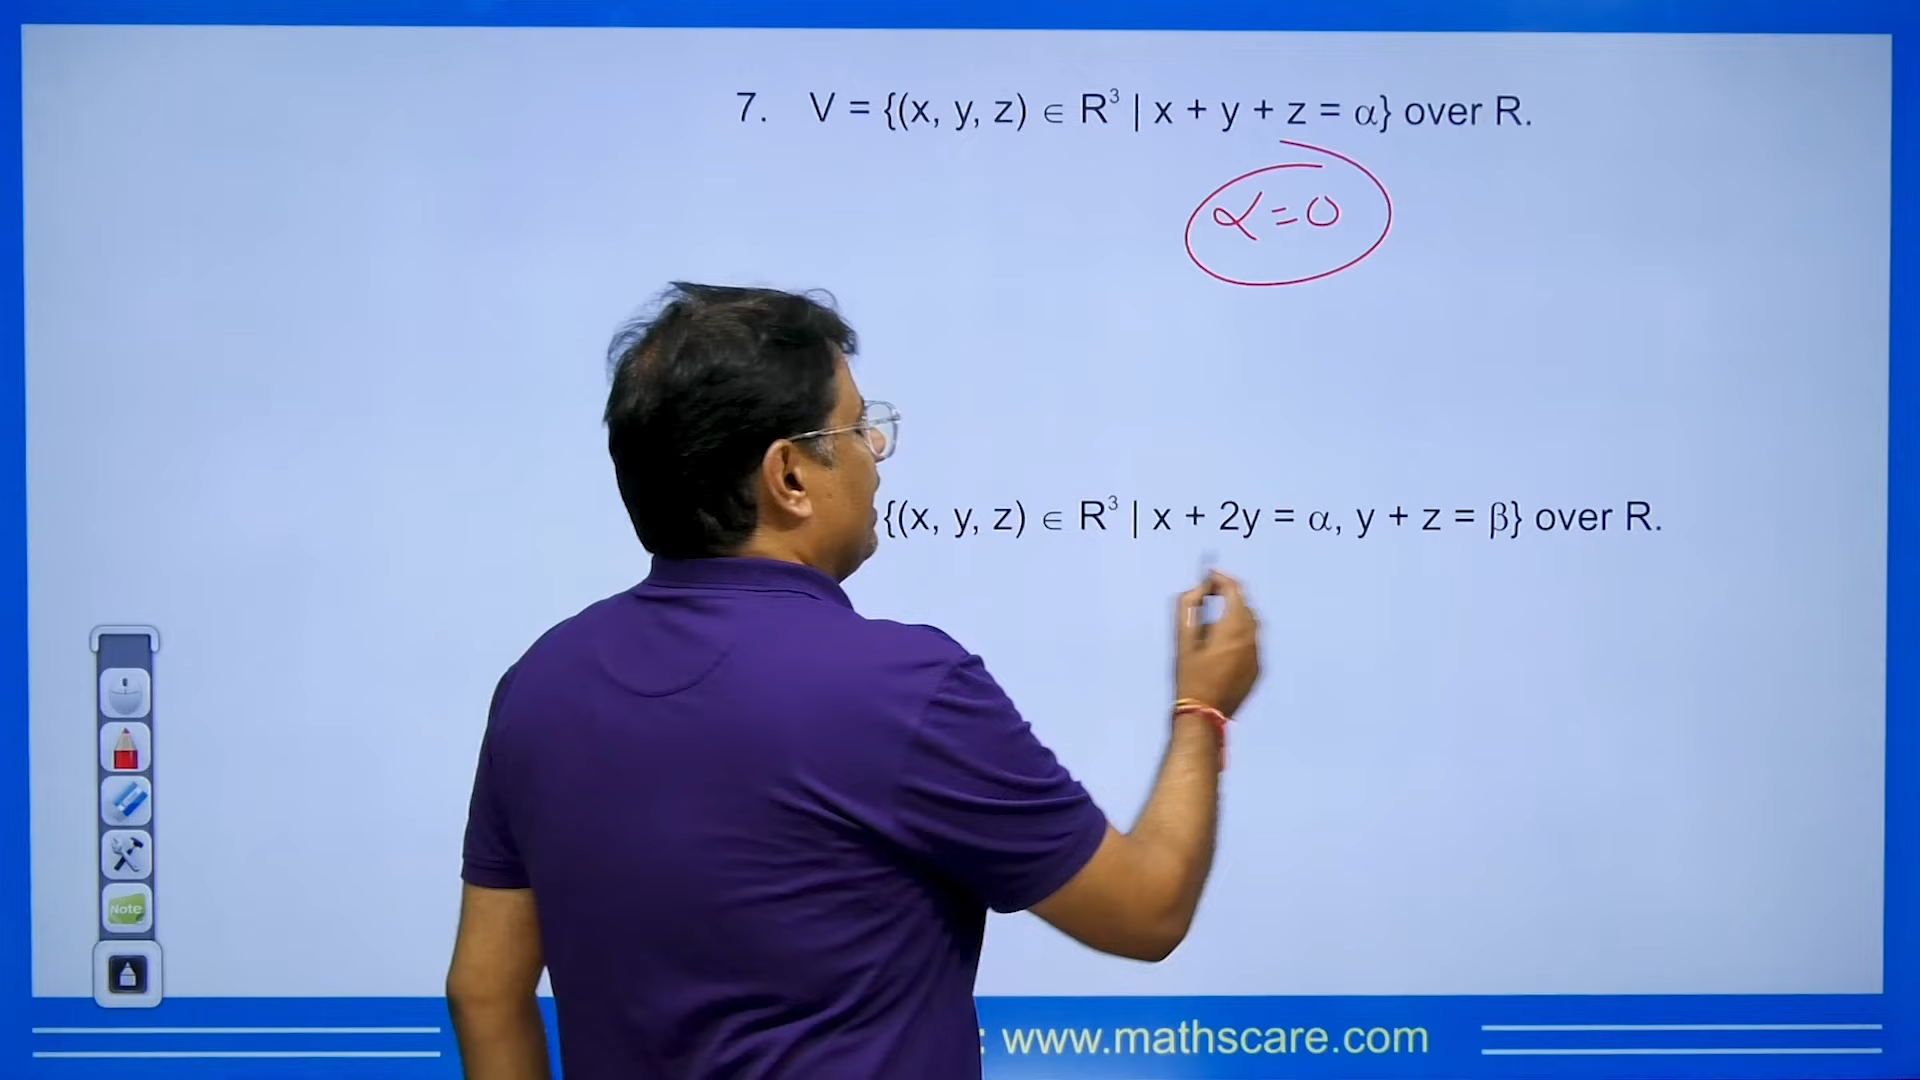 7. V = {(x, y, z) ∈ R³ | x + y + z = α} over R.
α = 0
{(x, y, z) ∈ R³ | x + 2y = α, y + z = β} over R.
Note
: www.mathscare.com